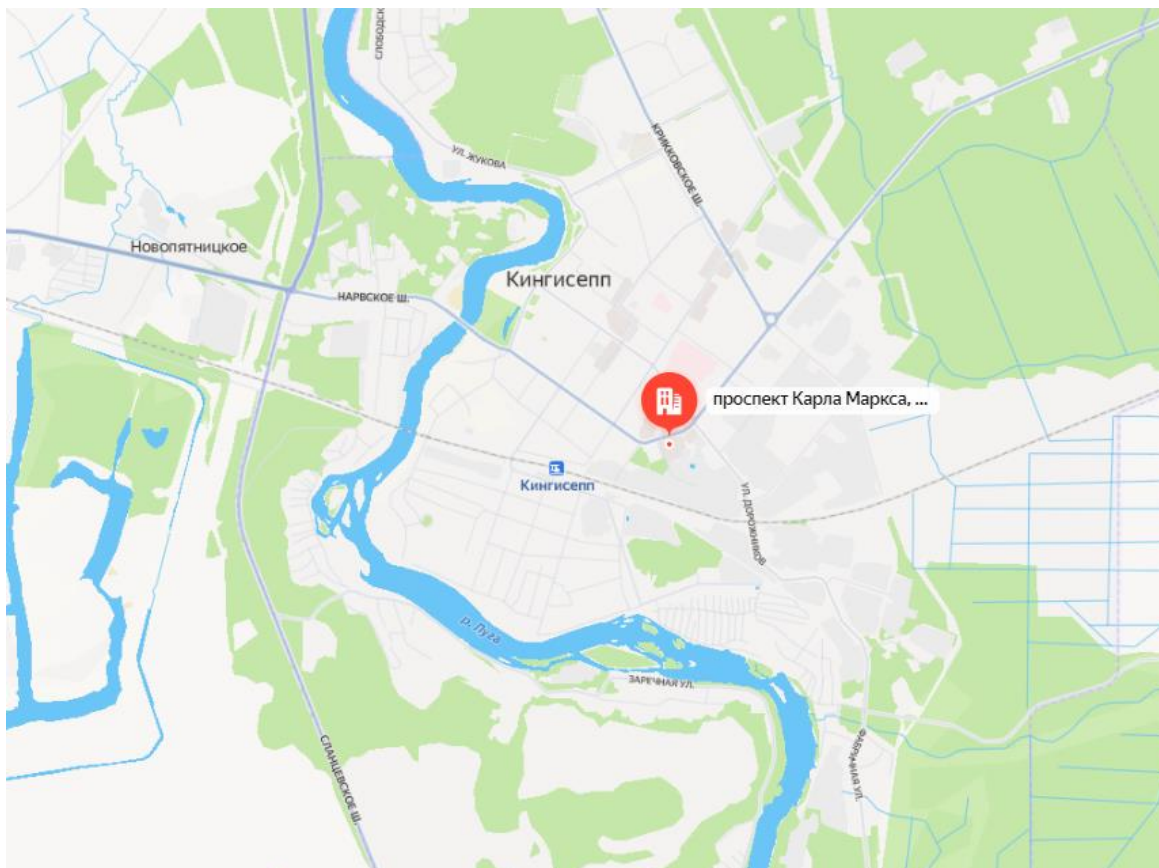 СЛОБОДСК
УЛ. ЖУКОВА
КРИККОВСКОЕ Ш.
Новопятницкое
Кингисепп
НАРВСКОЕ Ш.
проспект Карла Маркса, ...
Кингисепп
УЛ. ДОРОЖНИКОВ
р. Луга
ЗАРЕЧНАЯ УЛ.
СЛАНЦЕВСКОЕ Ш.
ФАБРИЧНАЯ УЛ.